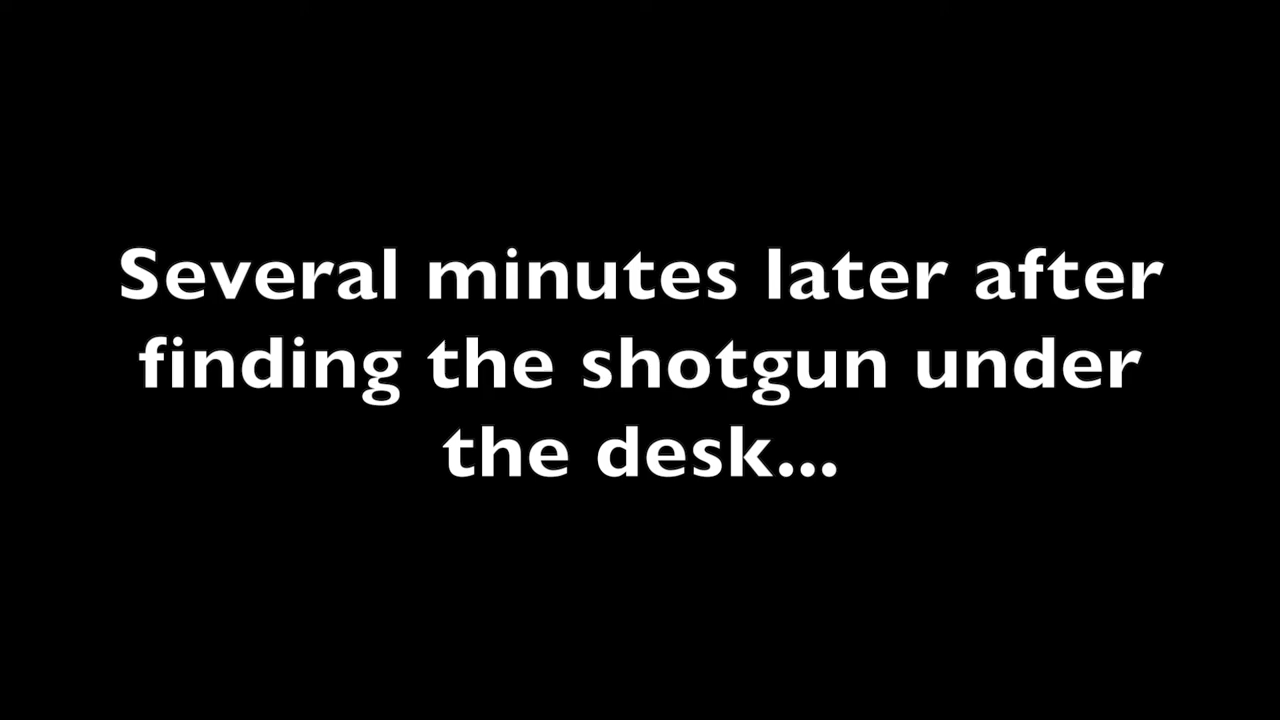 Several minutes later after
finding the shotgun under
the desk...